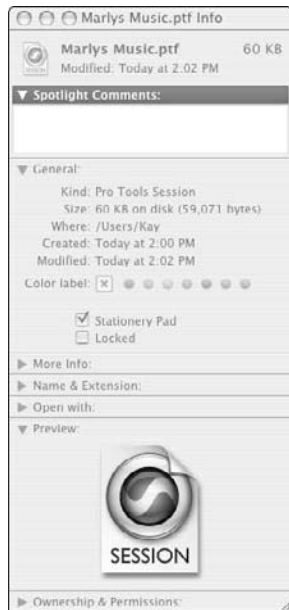 Marlys Music.ptf Info
Marlys Music.ptf 60 KB
Modified: Today at 2.02 PM
Spotlight Comments:
General:
Kind: Pro Tools Session
Size: 60 KB on disk (59,071 bytes)
Where: /Users/Kay
Created: Today at 2:00 PM
Modified: Today at 2:02 PM
Color label:
Stationery Pad
Locked
More Info:
Name & Extension:
Open with:
Preview:
SESSION
Ownership & Permissions: